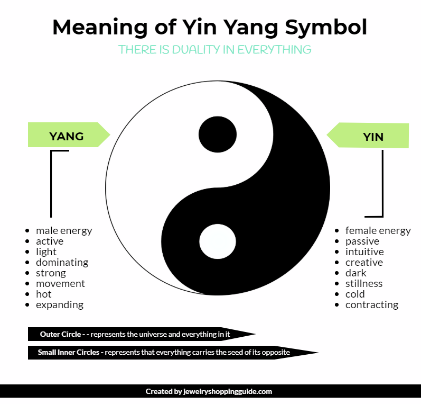 Meaning of Yin Yang Symbol
THERE IS DUALITY IN EVERYTHING
YANG
male energy
active
light
dominating
strong
movement
hot
expanding
YIN
female energy
passive
intuitive
creative
dark
stillness
cold
contracting
Outer Circle - - represents the universe and everything in it
Small Inner Circles - represents that everything carries the seed of its opposite
Created by jewelryshoppingguide.com